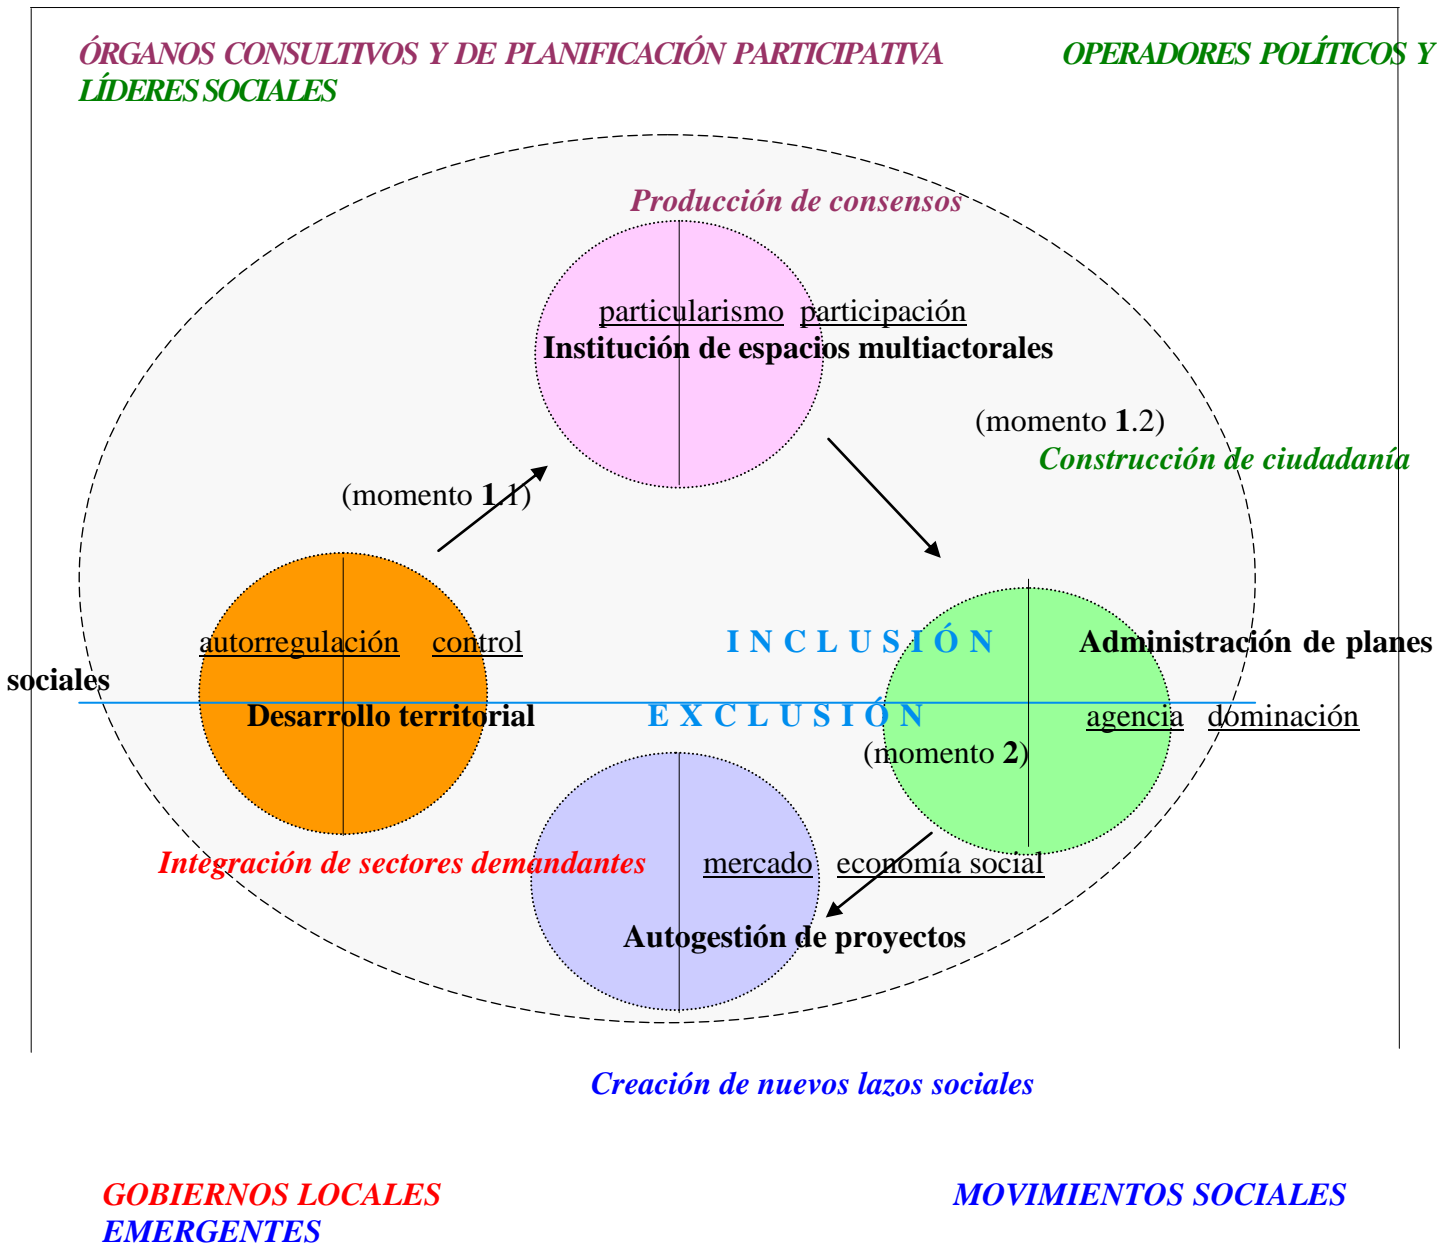 ÓRGANOS CONSULTIVOS Y DE PLANIFICACIÓN PARTICIPATIVA OPERADORES POLÍTICOS Y
LÍDERES SOCIALES
Producción de consensos
particularismo participación
Institución de espacios multiactorales
(momento 1.2)
Construcción de ciudadanía
(momento 1.1)
autorregulación control INCLUSIÓN Administración de planes
sociales
Desarrollo territorial EXCLUSIÓN agencia dominación
(momento 2)
Integración de sectores demandantes mercado economía social
Autogestión de proyectos
Creación de nuevos lazos sociales
GOBIERNOS LOCALES MOVIMIENTOS SOCIALES
EMERGENTES